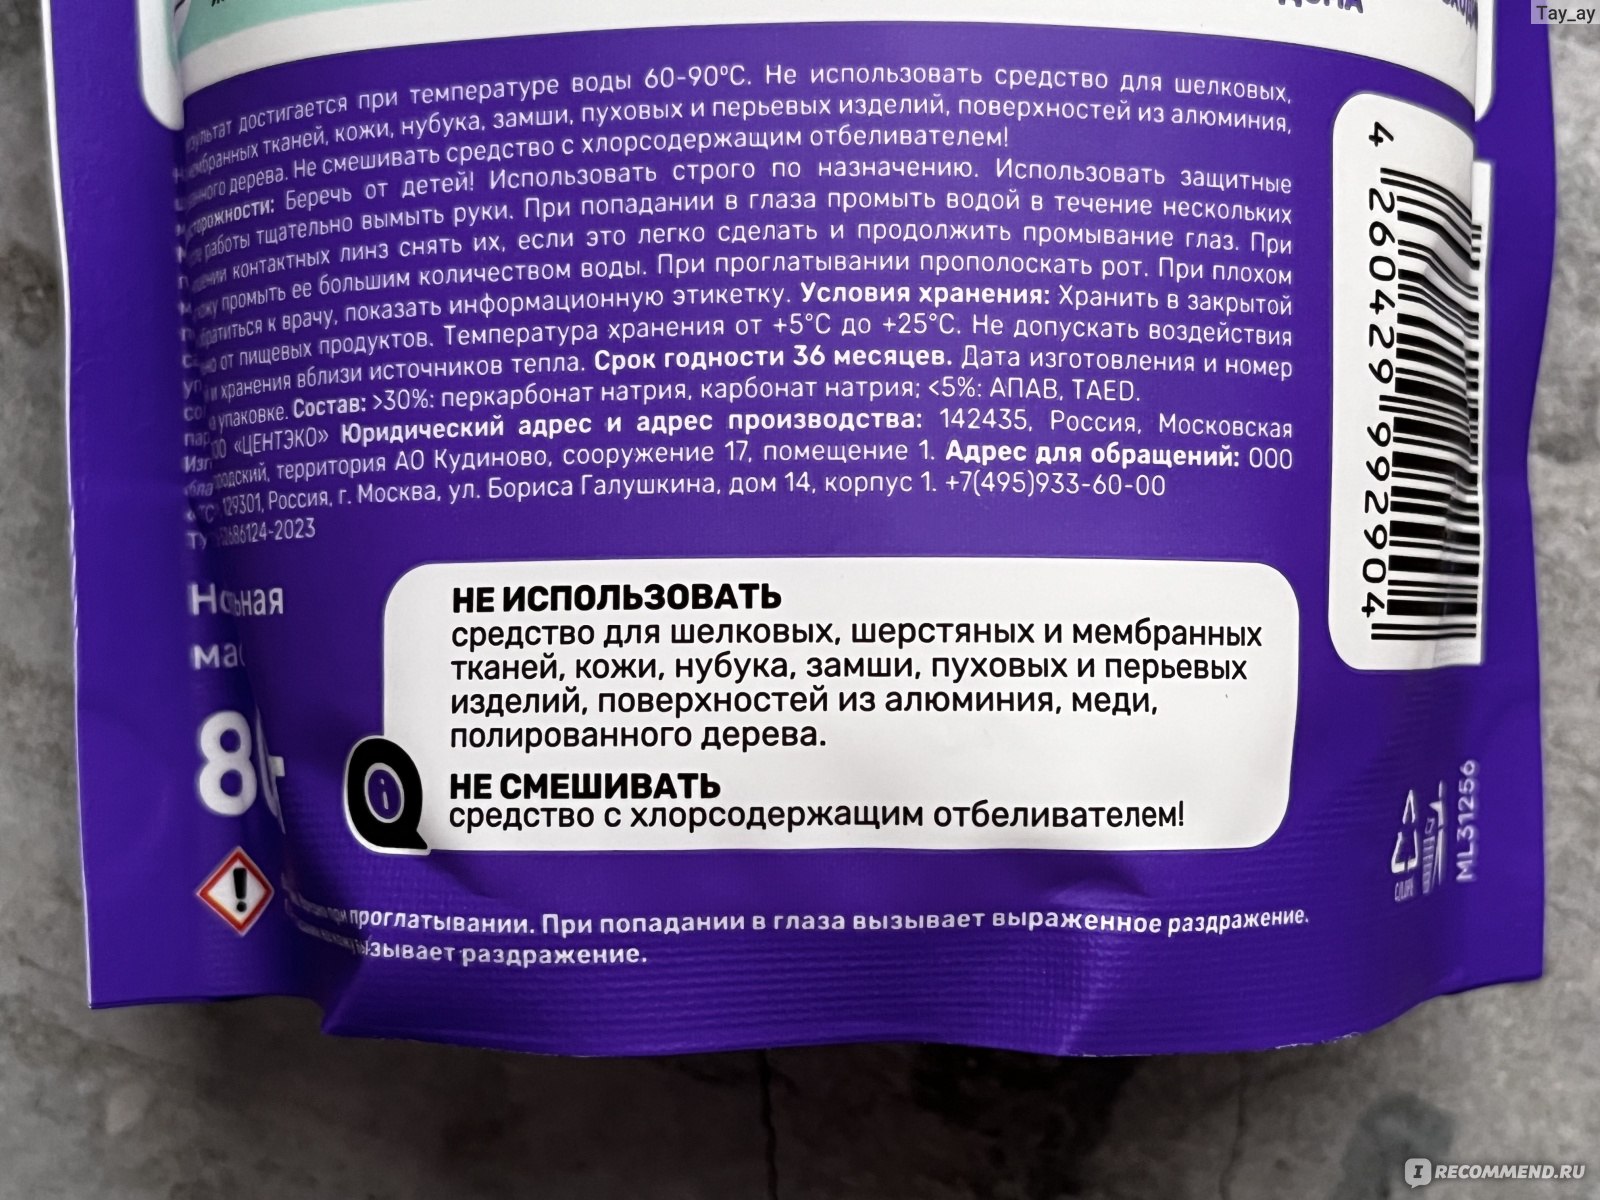 Tay_ay
ДОМА
достигается при температуре воды 60-90°С. Не использовать средство для шелковых,
тканей, кожи, нубука, замши, пуховых и перьевых изделий, поверхностей из алюминия,
дерева. Не смешивать средство с хлорсодержащим отбеливателем!
Беречь от детей! Использовать строго по назначению. Использовать защитные
работы тщательно вымыть руки. При попадании в глаза промыть водой в течение нескольких
контактных линз снять их, если это легко сделать и продолжить промывание глаз. При
промыть ее большим количеством воды. При проглатывании прополоскать рот. При плохом
к врачу, показать информационную этикетку. Условия хранения: Хранить в закрытой
от пищевых продуктов. Температура хранения от +5°С до +25°С. Не допускать воздействия
и хранения вблизи источников тепла. Срок годности 36 месяцев. Дата изготовления и номер
упаковке. Состав: >30%: перкарбонат натрия, карбонат натрия; <5%: АПАВ, TAED.
«ЦЕНТЭКО» Юридический адрес и адрес производства: 142435, Россия, Московская
территория АО Кудиново, сооружение 17, помещение 1. Адрес для обращений: ООО
129301, Россия, г. Москва, ул. Бориса Галушкина, дом 14, корпус 1. +7(495)933-60-00
НЕ ИСПОЛЬЗОВАТЬ
средство для шелковых, шерстяных и мембранных
тканей, кожи, нубука, замши, пуховых и перьевых
изделий, поверхностей из алюминия, меди,
полированного дерева.
НЕ СМЕШИВАТЬ
средство с хлорсодержащим отбеливателем!
при проглатывании. При попадании в глаза вызывает выраженное раздражение.
вызывает раздражение.
4 260429 992904
ML31256
IRECOMMEND.RU